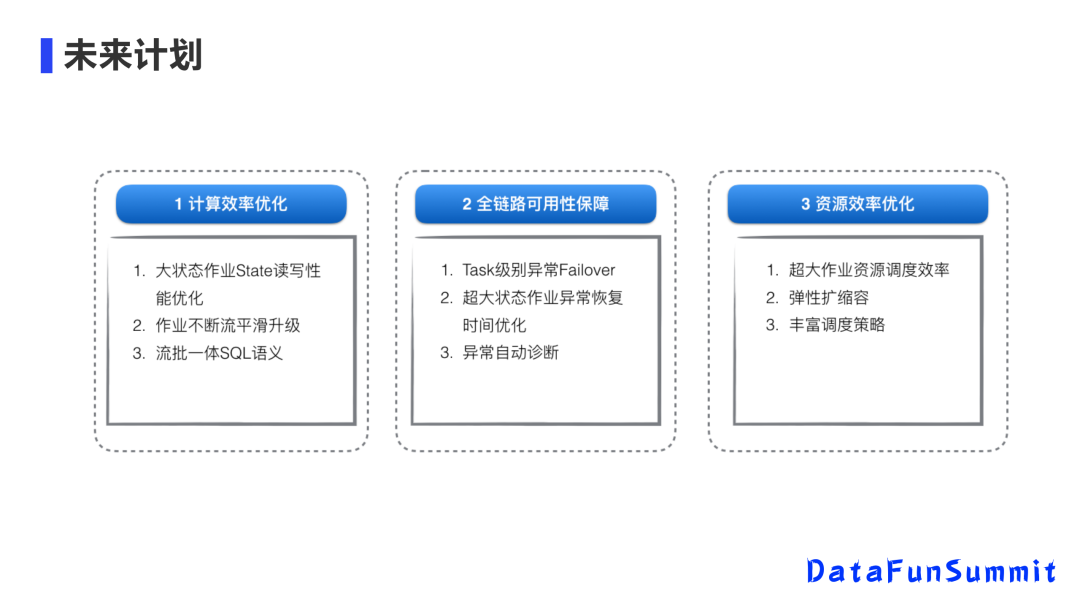 未来计划
1 计算效率优化
1. 大状态作业State读写性
能优化
2. 作业不断流平滑升级
3. 流批一体SQL语义
2 全链路可用性保障
1. Task级别异常Failover
2. 超大状态作业异常恢复
时间优化
3. 异常自动诊断
3 资源效率优化
1. 超大作业资源调度效率
2. 弹性扩缩容
3. 丰富调度策略
DataFunSummit